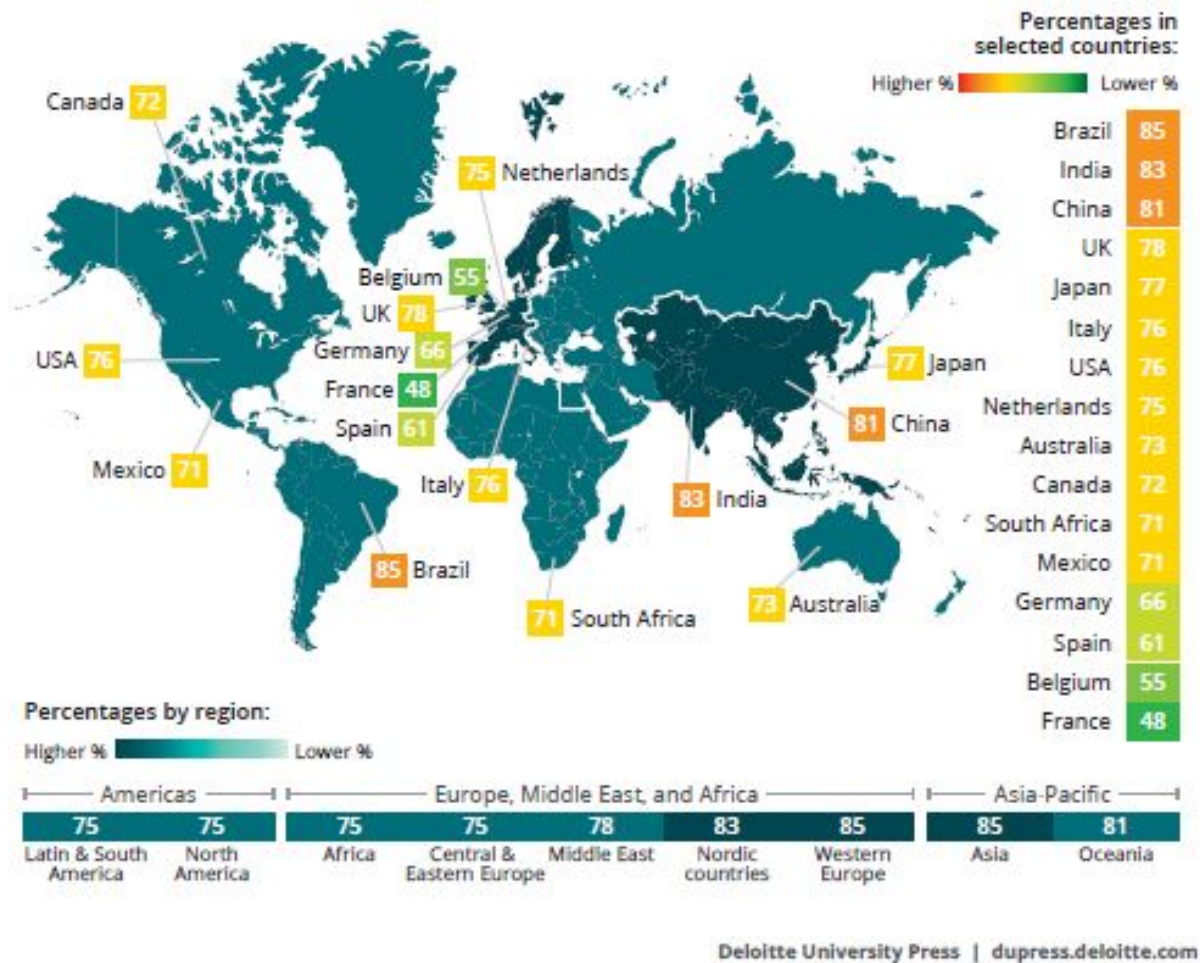 Percentages in
selected countries:
Higher % Lower %
Canada 72
75 Netherlands
Belgium 55
UK 78
Germany 66
USA 76
France 48
Spain 61
Mexico 71
Italy 76
85 Brazil
71 South Africa
77 Japan
81 China
83 India
73 Australia
Brazil 85
India 83
China 81
UK 78
Japan 77
Italy 76
USA 76
Netherlands 75
Australia 73
Canada 72
South Africa 71
Mexico 71
Germany 66
Spain 61
Belgium 55
France 48
Percentages by region:
Higher % Lower %
Americas Europe, Middle East, and Africa Asia-Pacific
75 75 75 75 78 83 85 85 81
Latin & South North Africa Central & Middle East Nordic Western Asia Oceania
America America Eastern Europe countries Europe
Deloitte University Press | dupress.deloitte.com